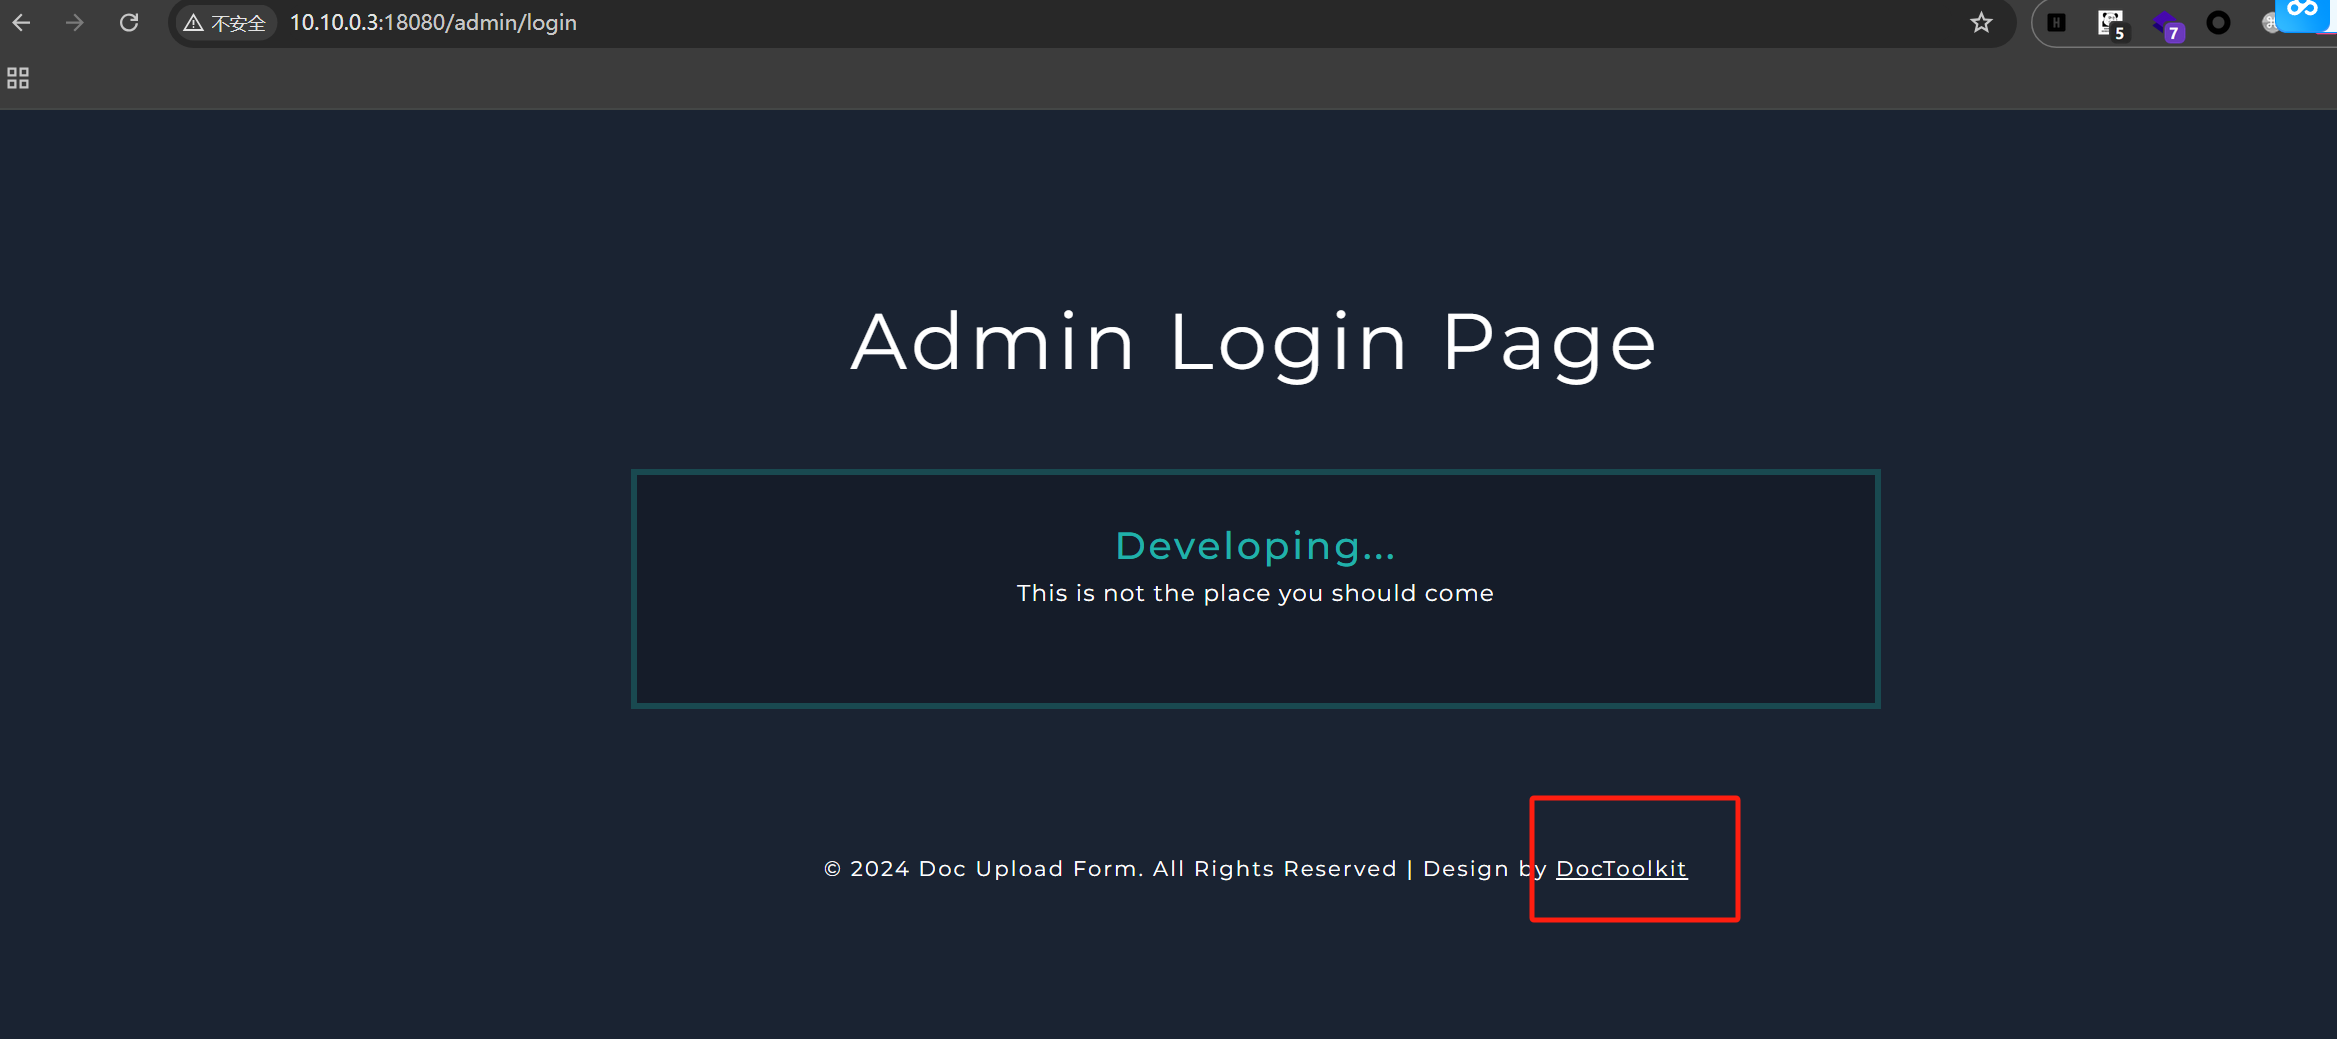 不安全 10.10.0.3:18080/admin/login
5
7
Admin Login Page
Developing...
This is not the place you should come
© 2024 Doc Upload Form. All Rights Reserved | Design by DocToolkit